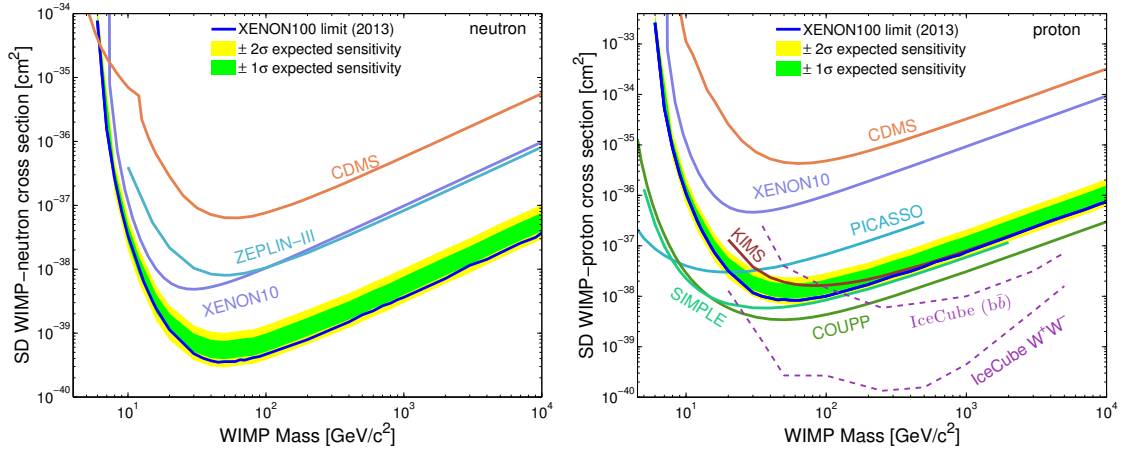 XENON100 limit (2013)
± 2σ expected sensitivity
± 1σ expected sensitivity
neutron
CDMS
ZEPLIN−III
XENON10
SD WIMP−neutron cross section [cm²]
10⁻³⁴
10⁻³⁵
10⁻³⁶
10⁻³⁷
10⁻³⁸
10⁻³⁹
10⁻⁴⁰
10¹ 10² 10³ 10⁴
WIMP Mass [GeV/c²]
XENON100 limit (2013)
± 2σ expected sensitivity
± 1σ expected sensitivity
proton
CDMS
XENON10
PICASSO
KIMS
SIMPLE
COUPP
IceCube (bb̄)
IceCube W⁺W⁻
SD WIMP−proton cross section [cm²]
10⁻³³
10⁻³⁴
10⁻³⁵
10⁻³⁶
10⁻³⁷
10⁻³⁸
10⁻³⁹
10⁻⁴⁰
10¹ 10² 10³ 10⁴
WIMP Mass [GeV/c²]